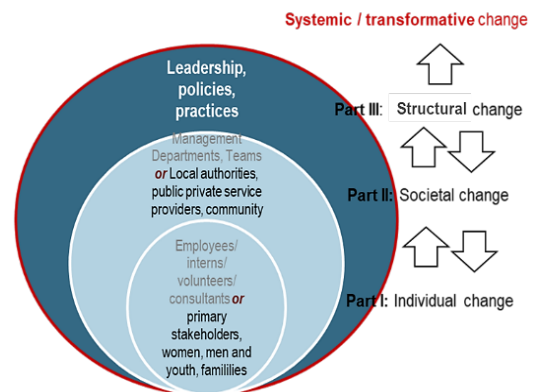 Systemic / transformative change
Leadership,
policies,
practices
Part III: Structural change
Management
Departments, Teams
or Local authorities,
public private service
providers, community
Part II: Societal change
Employees/
interns/
volunteers/
consultants or
primary
stakeholders,
women, men and
youth, famililies
Part I: Individual change